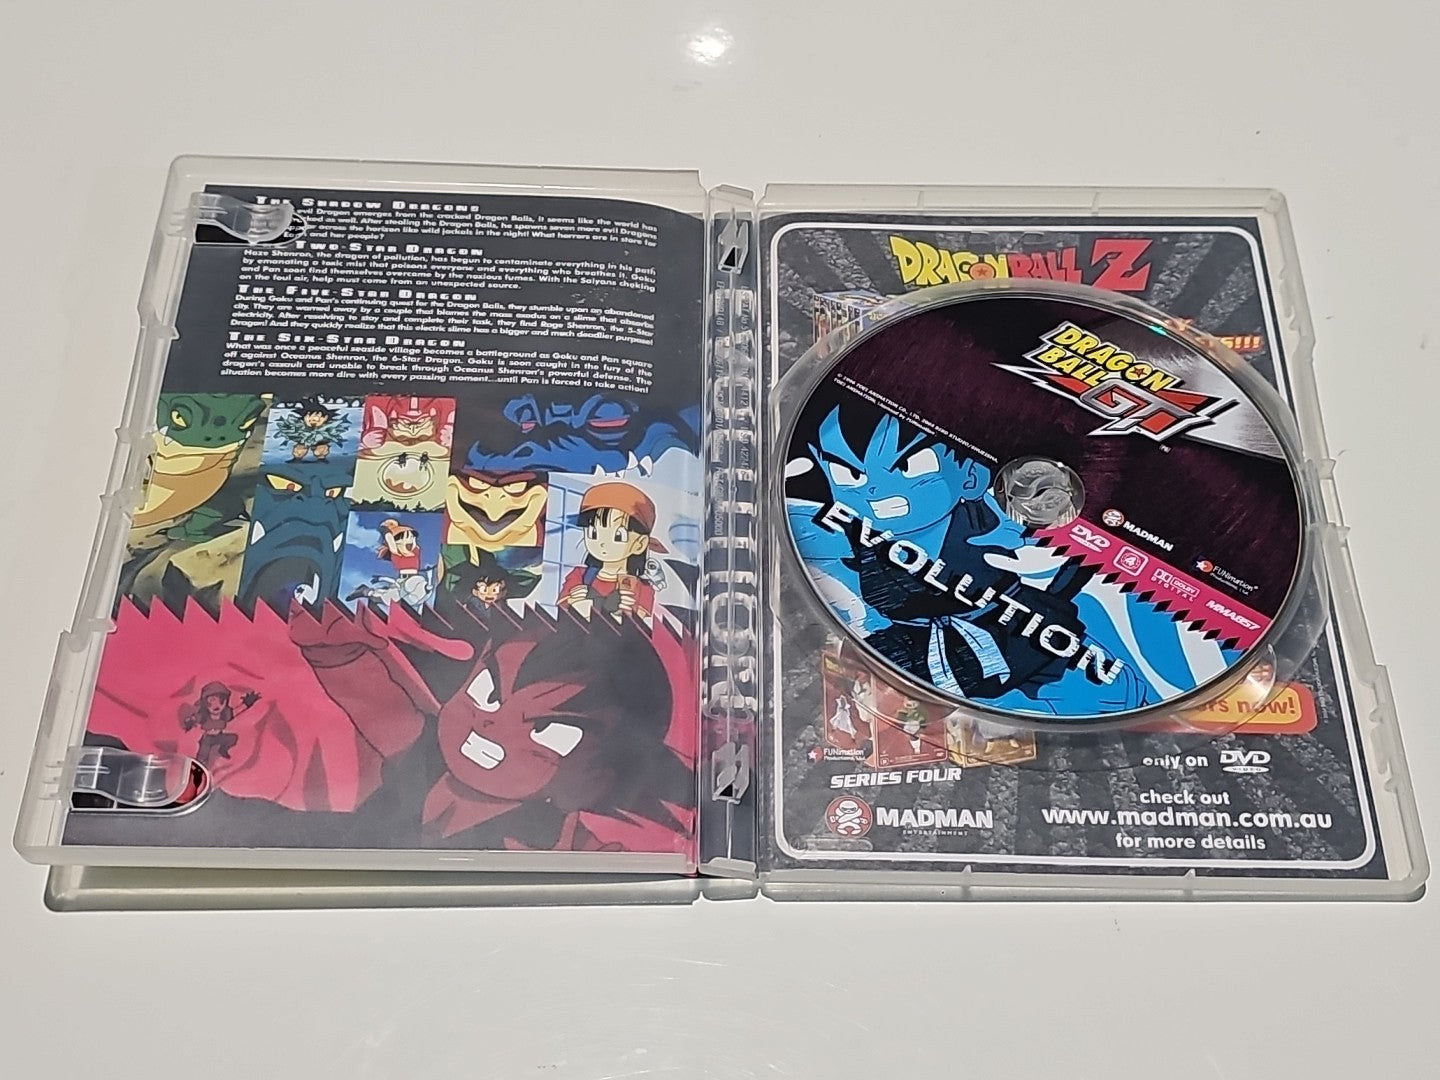 THE SHADOW DRAGONS
evil Dragon emerges from the cracked Dragon Balls, it seems like the world has
as well. After stealing the Dragon Balls, he spawns seven more evil Dragons
across the horizon like wild jackals in the night! What horrors are in store for
and her people?
TWO-STAR DRAGON
Haze Shenron, the dragon of pollution, has begun to contaminate everything in his path
by emanating a toxic mist that poisons everyone and everything who breathes it. Goku
and Pan soon find themselves overcome by the noxious fumes. With the Saiyans choking
on the foul air, help must come from an unexpected source.
THE FIVE-STAR DRAGON
During Goku and Pan's continuing quest for the Dragon Balls, they stumble upon an abandoned
city. They are warned away by a couple that blames the mass exodus on a slime that absorbs
electricity. After resolving to stay and complete their task, they find Rage Shenron, the 5-Star
Dragon! And they quickly realize that this electric slime has a bigger and much deadlier purpose!
THE SIX-STAR DRAGON
What was once a peaceful seaside village becomes a battleground as Goku and Pan square
off against Oceanus Shenron, the 6-Star Dragon. Goku is soon caught in the fury of the
dragon's assault and unable to break through Oceanus Shenron's powerful defense. The
situation becomes more dire with every passing moment...until Pan is forced to take action!
DRAGON BALL Z
DRAGON
BALL
GT
EVOLUTION
MADMAN
DVD
4
DOLBY
DIGITAL
FUNimation
MMA857
now!
FUNimation
SERIES FOUR
MADMAN
ENTERTAINMENT
only on DVD
VIDEO
check out
www.madman.com.au
for more details